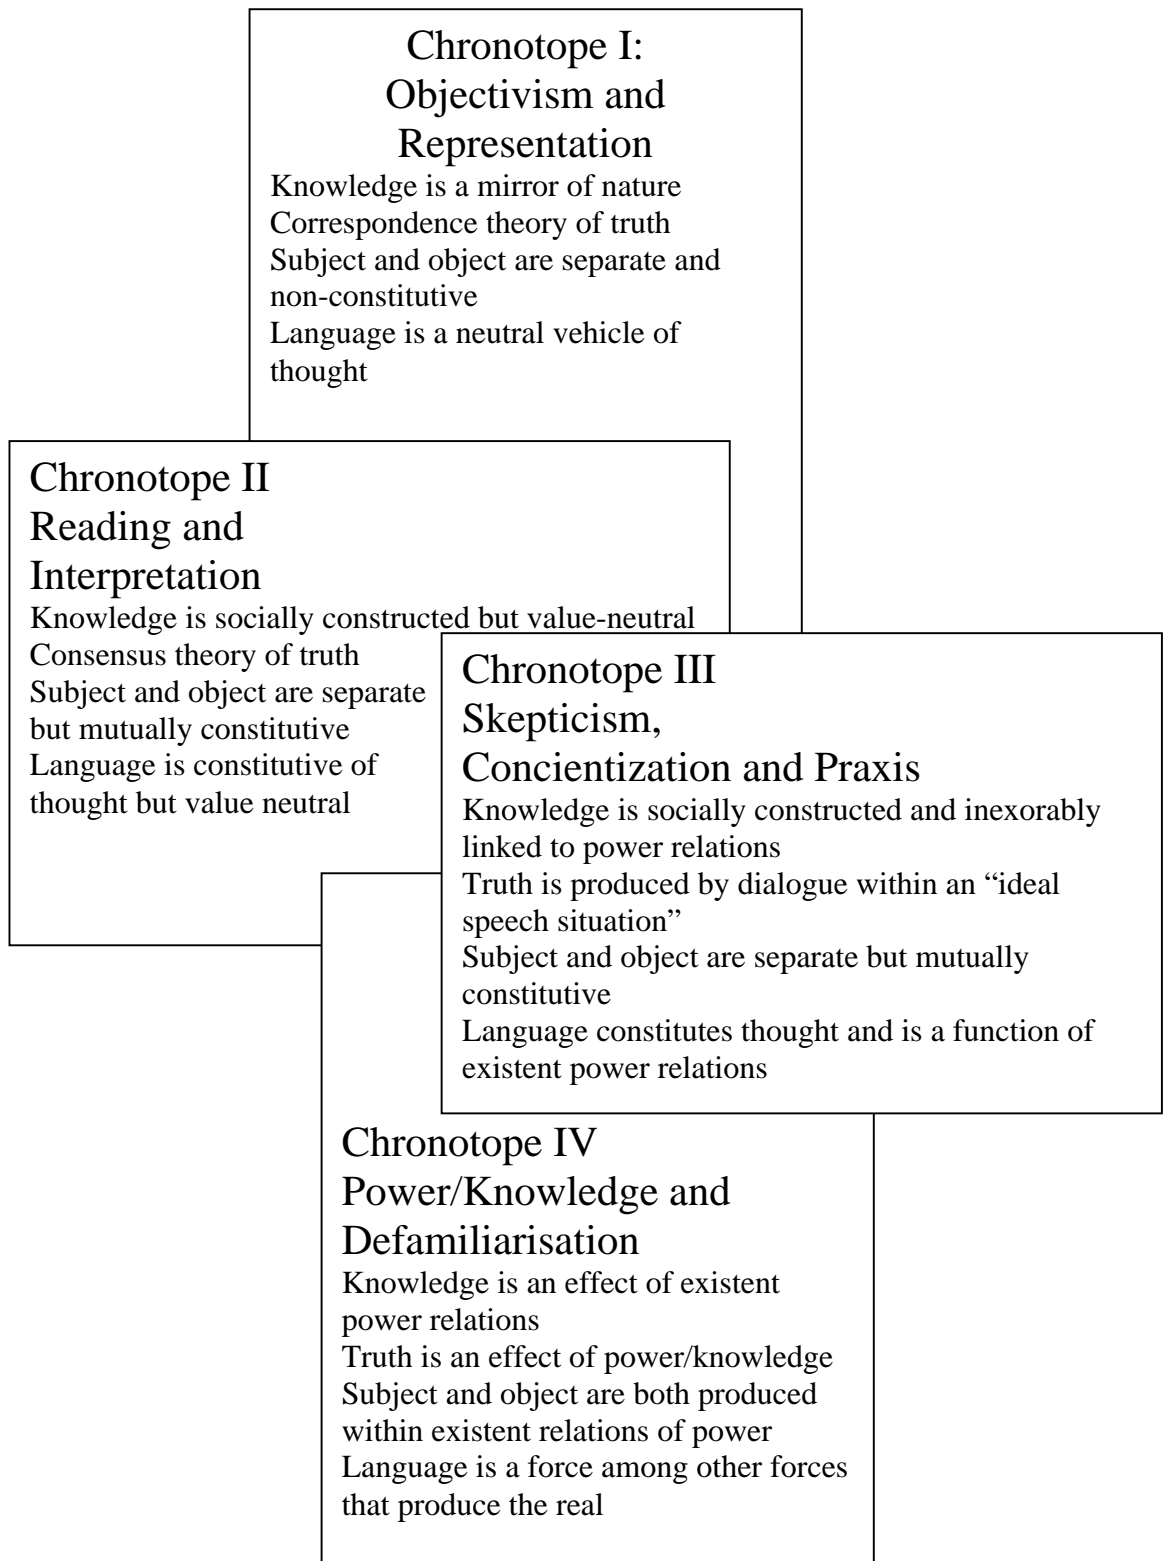 Chronotope I:
Objectivism and
Representation
Knowledge is a mirror of nature
Correspondence theory of truth
Subject and object are separate and
non-constitutive
Language is a neutral vehicle of
thought
Chronotope II
Reading and
Interpretation
Knowledge is socially constructed but value-neutral
Consensus theory of truth
Subject and object are separate
but mutually constitutive
Language is constitutive of
thought but value neutral
Chronotope III
Skepticism,
Concientization and Praxis
Knowledge is socially constructed and inexorably
linked to power relations
Truth is produced by dialogue within an “ideal
speech situation”
Subject and object are separate but mutually
constitutive
Language constitutes thought and is a function of
existent power relations
Chronotope IV
Power/Knowledge and
Defamiliarisation
Knowledge is an effect of existent
power relations
Truth is an effect of power/knowledge
Subject and object are both produced
within existent relations of power
Language is a force among other forces
that produce the real